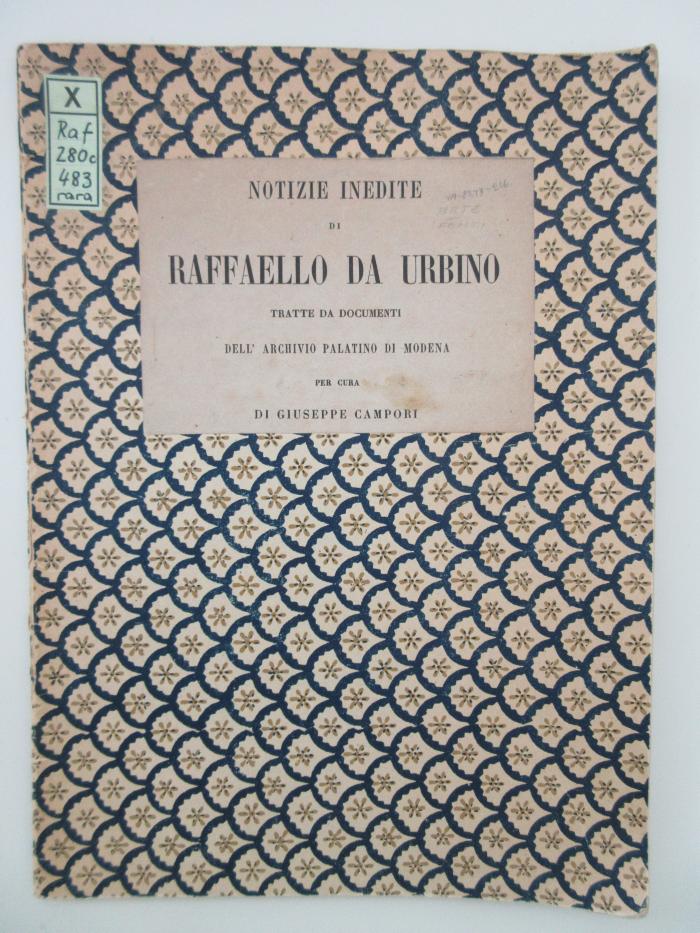 X
Raf
280c
483
rara
NOTIZIE INEDITE
DI
RAFFAELLO DA URBINO
TRATTE DA DOCUMENTI
DELL' ARCHIVIO PALATINO DI MODENA
PER CURA
DI GIUSEPPE CAMPORI
ARTE